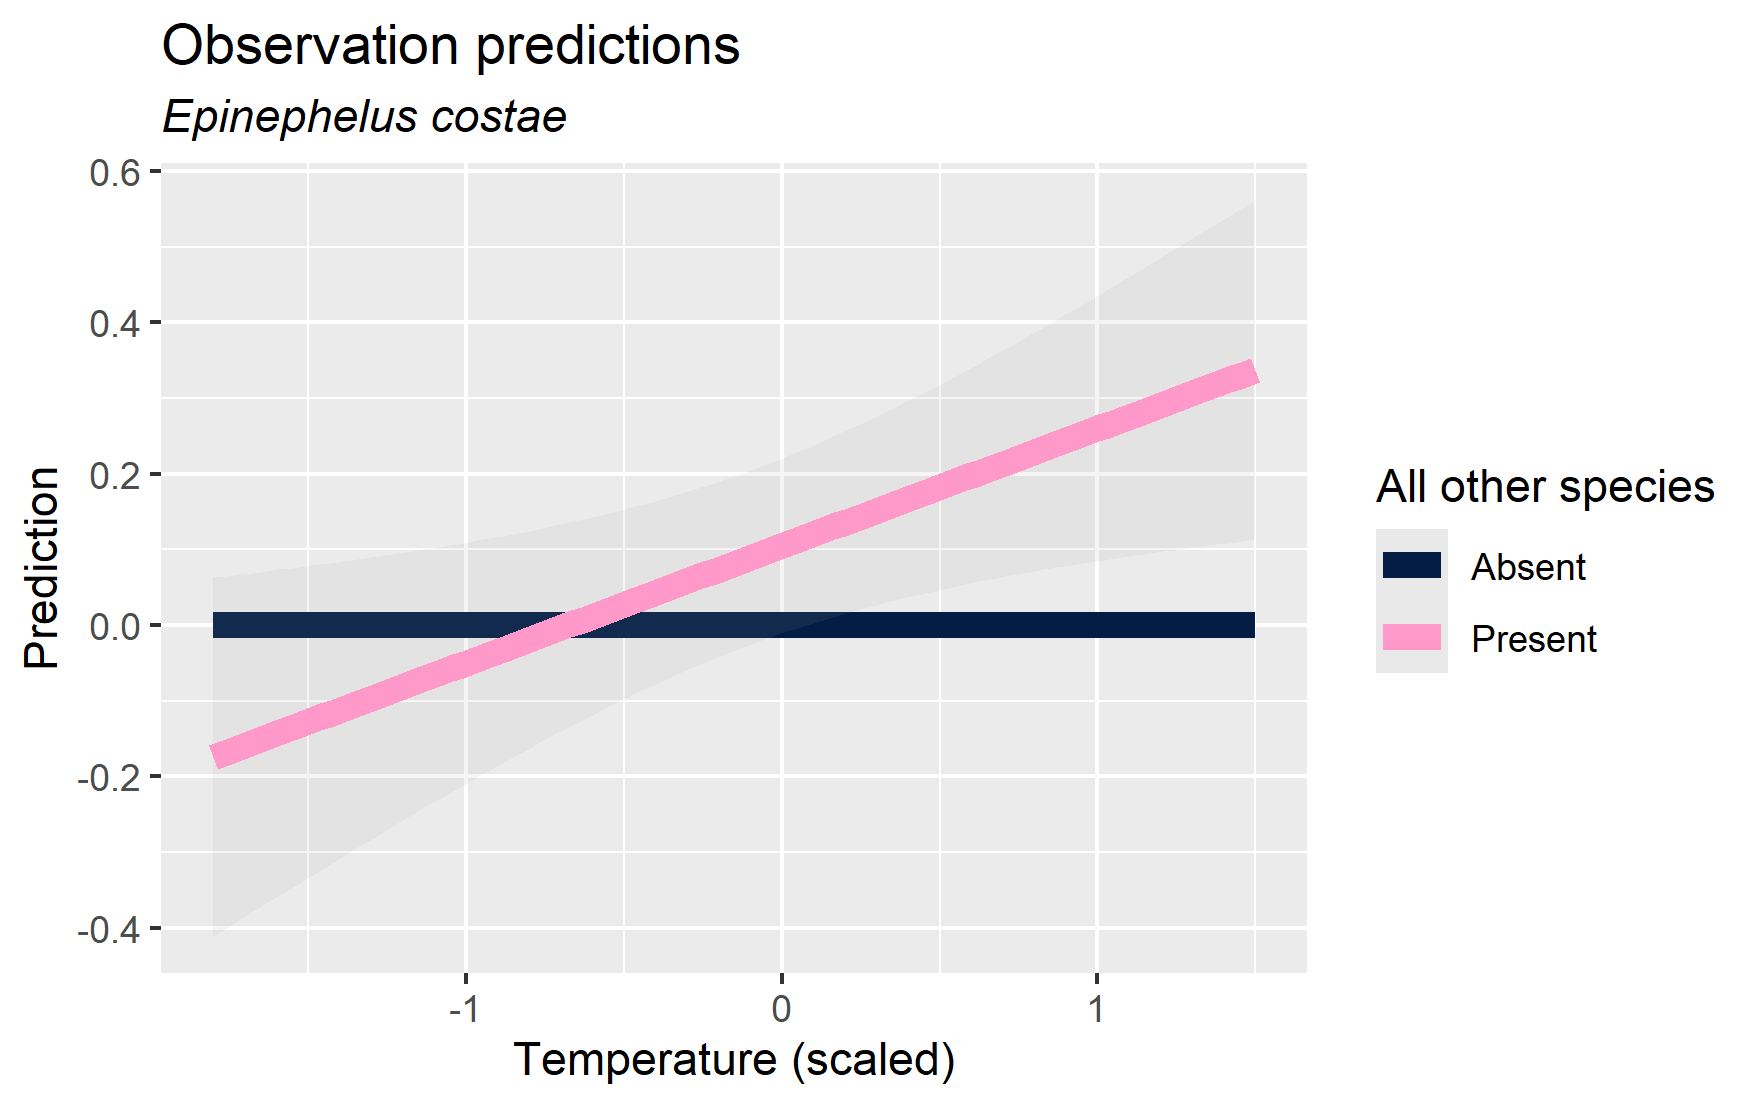 Observation predictions
Epinephelus costae
0.6
0.4
0.2
0.0
-0.2
-0.4
Prediction
-1
0
1
Temperature (scaled)
All other species
Absent
Present